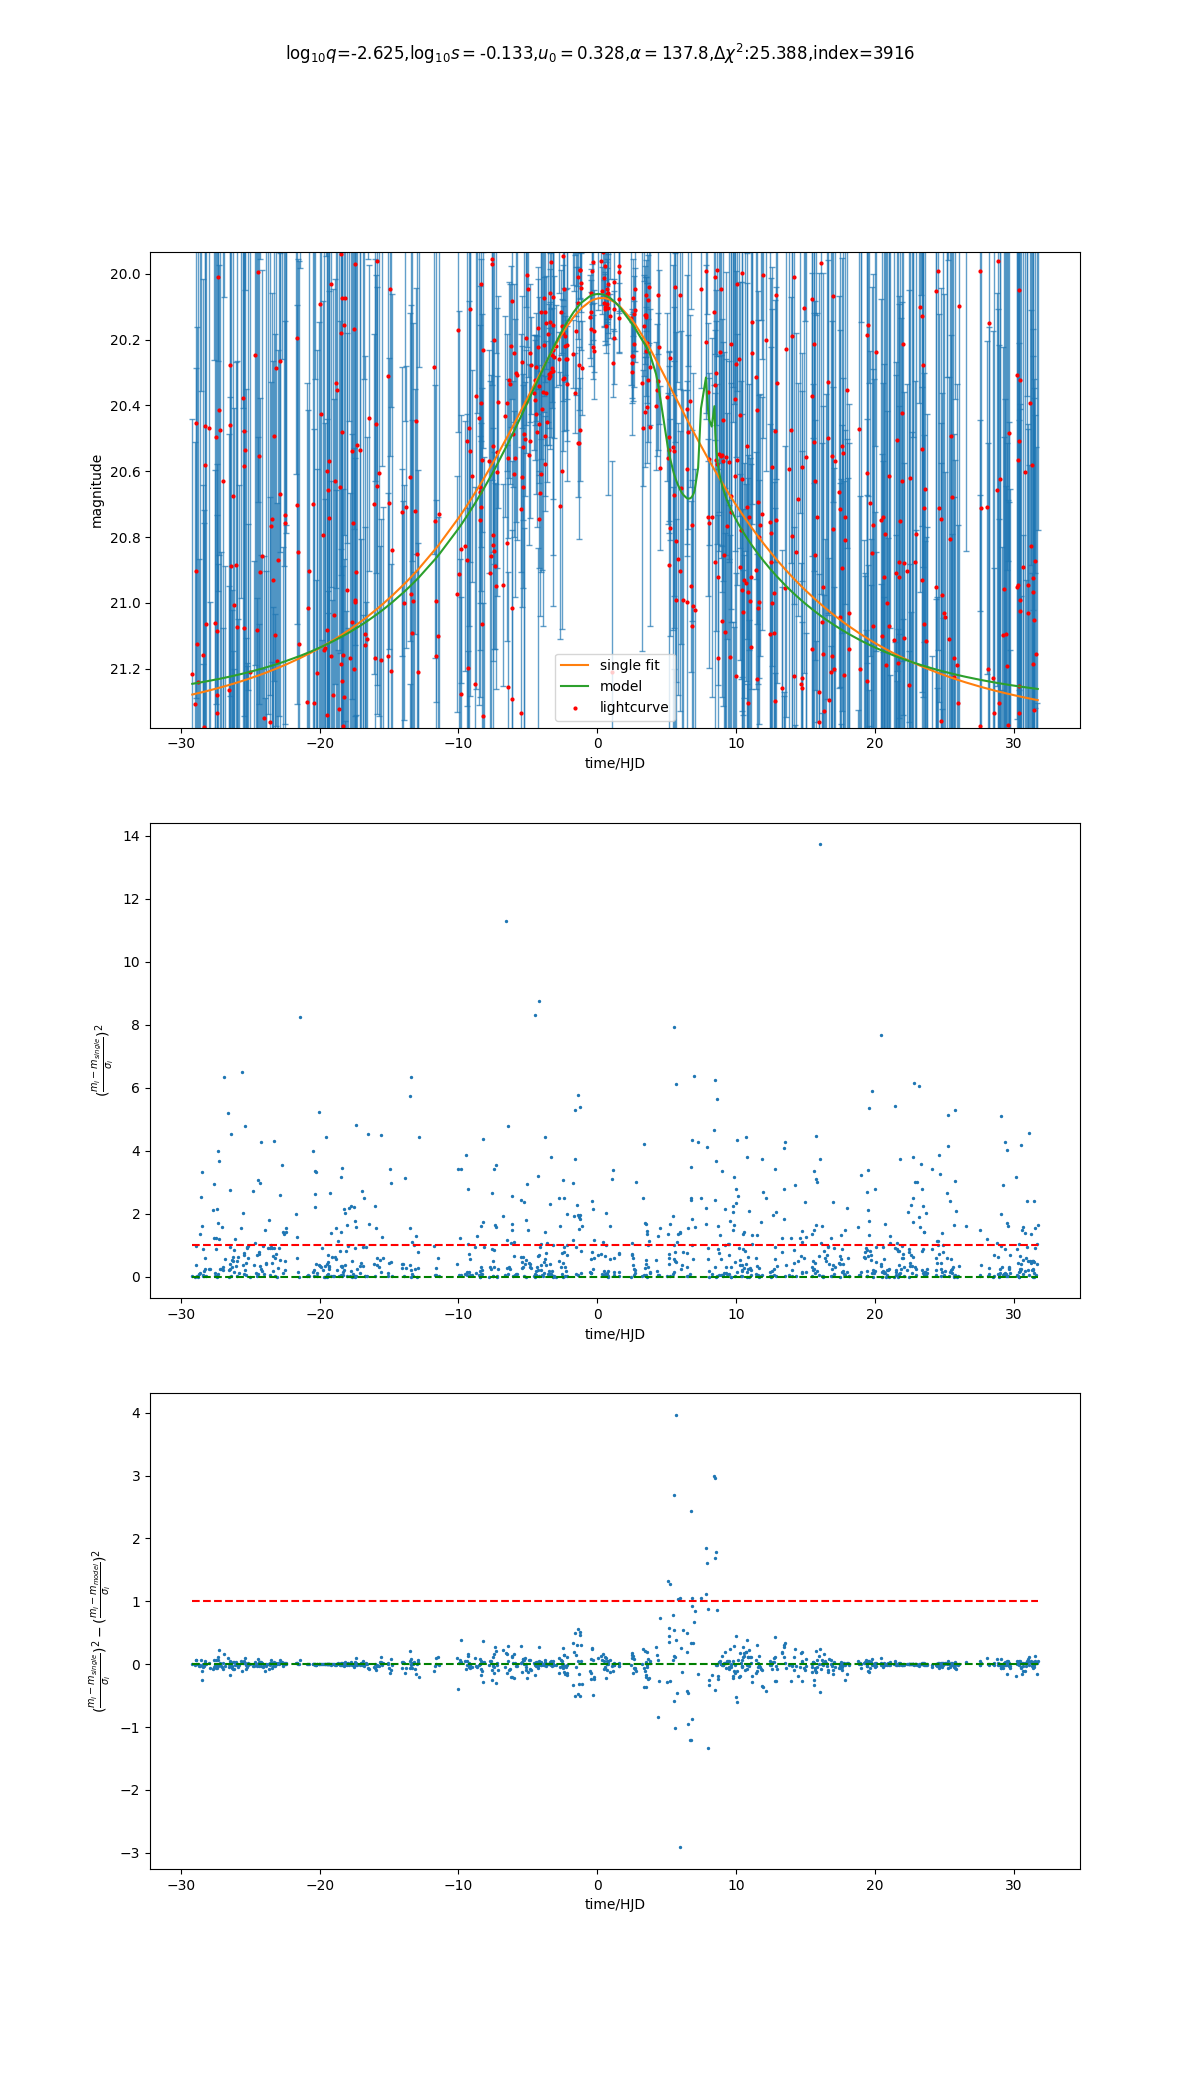 log₁₀q=-2.625,log₁₀s = -0.133,u₀ = 0.328,α = 137.8,Δχ²:25.388,index=3916
20.0
20.2
20.4
20.6
20.8
21.0
21.2
magnitude
single fit
model
lightcurve
−30 −20 −10 0 10 20 30
time/HJD
14
12
10
8
6
4
2
0
((mᵢ − m_single)/σᵢ)²
−30 −20 −10 0 10 20 30
time/HJD
4
3
2
1
0
−1
−2
−3
((mᵢ − m_single)/σᵢ)² − ((mᵢ − m_model)/σᵢ)²
−30 −20 −10 0 10 20 30
time/HJD